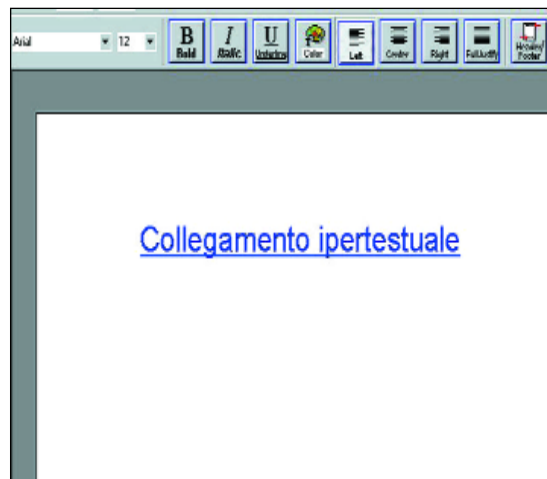 Arial 12 B I U
Bold Italic Underline Color Left Centre Right Full Justify Header/
Footer
Collegamento ipertestuale